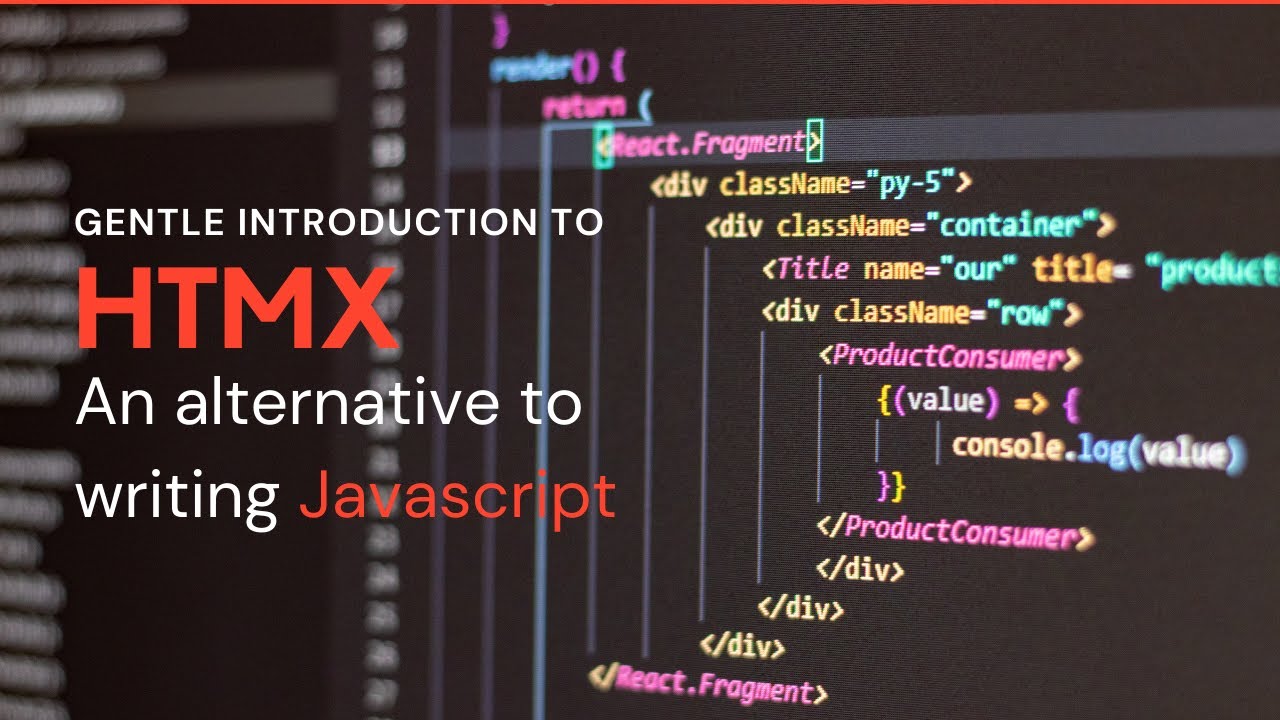 }
render() {
return (
<React.Fragment>
<div className="py-5">
<div className="container">
<Title name="our" title= "product
<div className="row">
<ProductConsumer>
{(value) => {
console.log(value)
}}
</ProductConsumer>
</div>
</div>
</div>
</React.Fragment>
GENTLE INTRODUCTION TO
HTMX
An alternative to
writing Javascript